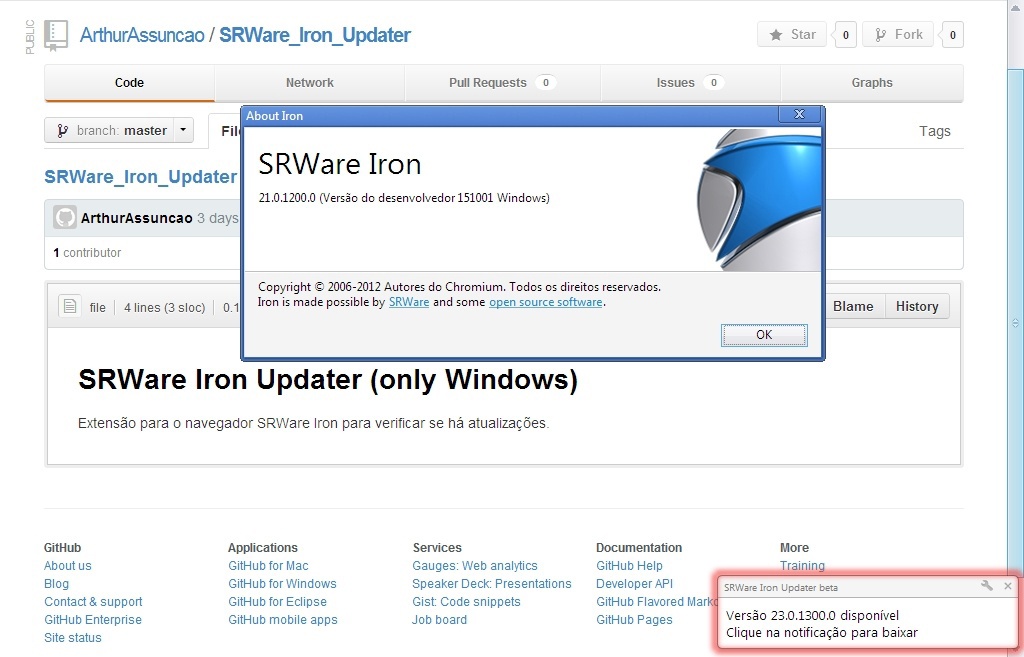 PUBLIC
ArthurAssuncao / SRWare_Iron_Updater
Star 0 Fork 0
Code Network Pull Requests 0 Issues 0 Graphs
branch: master
Tags
SRWare_Iron_Updater
ArthurAssuncao 3 days
1 contributor
About Iron
SRWare Iron
21.0.1200.0 (Versão do desenvolvedor 151001 Windows)
Copyright © 2006-2012 Autores do Chromium. Todos os direitos reservados.
Iron is made possible by SRWare and some open source software.
OK
file 4 lines (3 sloc) 0.1
Blame History
SRWare Iron Updater (only Windows)
Extensão para o navegador SRWare Iron para verificar se há atualizações.
GitHub
About us
Blog
Contact & support
GitHub Enterprise
Site status
Applications
GitHub for Mac
GitHub for Windows
GitHub for Eclipse
GitHub mobile apps
Services
Gauges: Web analytics
Speaker Deck: Presentations
Gist: Code snippets
Job board
Documentation
GitHub Help
Developer API
GitHub Flavored
GitHub Pages
More
Training
SRWare Iron Updater beta
Versão 23.0.1300.0 disponível
Clique na notificação para baixar